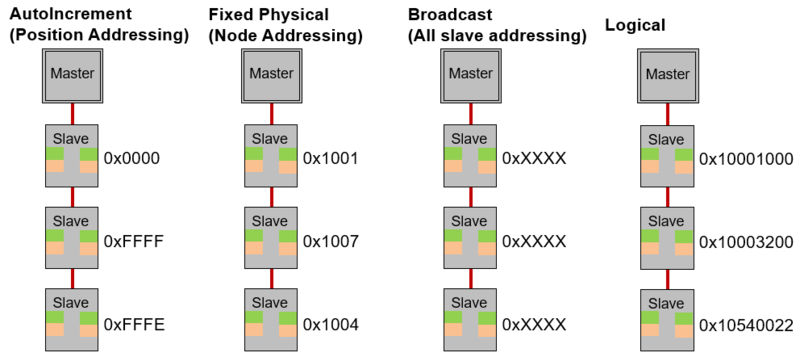 AutoIncrement
(Position Addressing)
Master
Slave
0x0000
Slave
0xFFFF
Slave
0xFFFE
Fixed Physical
(Node Addressing)
Master
Slave
0x1001
Slave
0x1007
Slave
0x1004
Broadcast
(All slave addressing)
Master
Slave
0xXXXX
Slave
0xXXXX
Slave
0xXXXX
Logical
Master
Slave
0x10001000
Slave
0x10003200
Slave
0x10540022